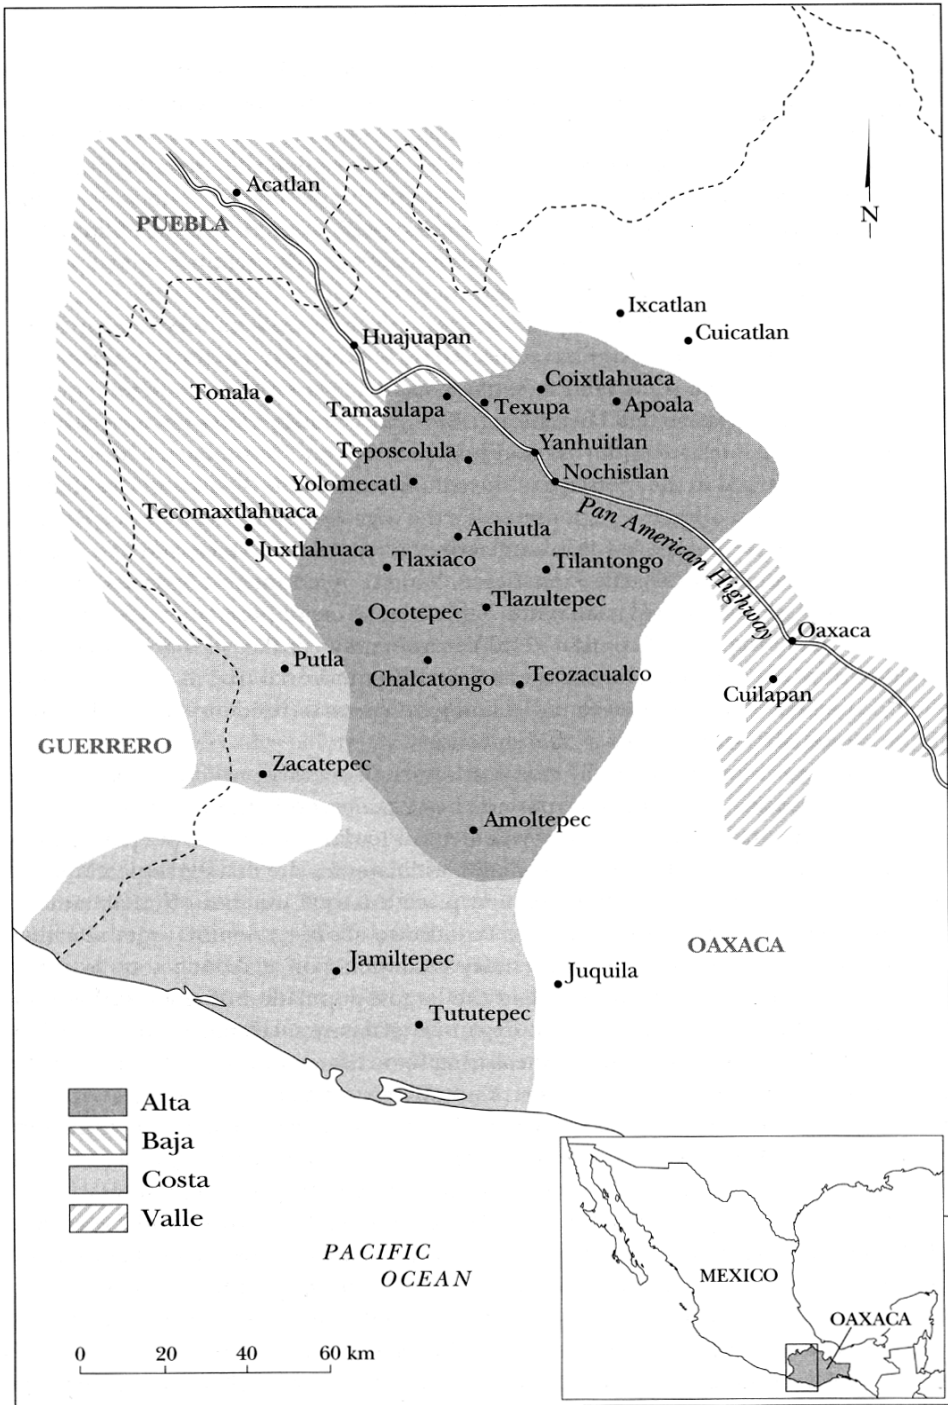 Acatlan
PUEBLA
N
Ixcatlan
Cuicatlan
Huajuapan
Coixtlahuaca
Tonala
Tamasulapa
Texupa
Apoala
Yanhuitlan
Teposcolula
Nochistlan
Yolomecatl
Pan American Highway
Tecomaxtlahuaca
Achiutla
Juxtlahuaca
Tlaxiaco
Tilantongo
Tlazultepec
Ocotepec
Oaxaca
Putla
Chalcatongo
Teozacualco
Cuilapan
GUERRERO
Zacatepec
Amoltepec
OAXACA
Jamiltepec
Juquila
Tututepec
Alta
Baja
Costa
Valle
PACIFIC
OCEAN
MEXICO
OAXACA
0 20 40 60 km